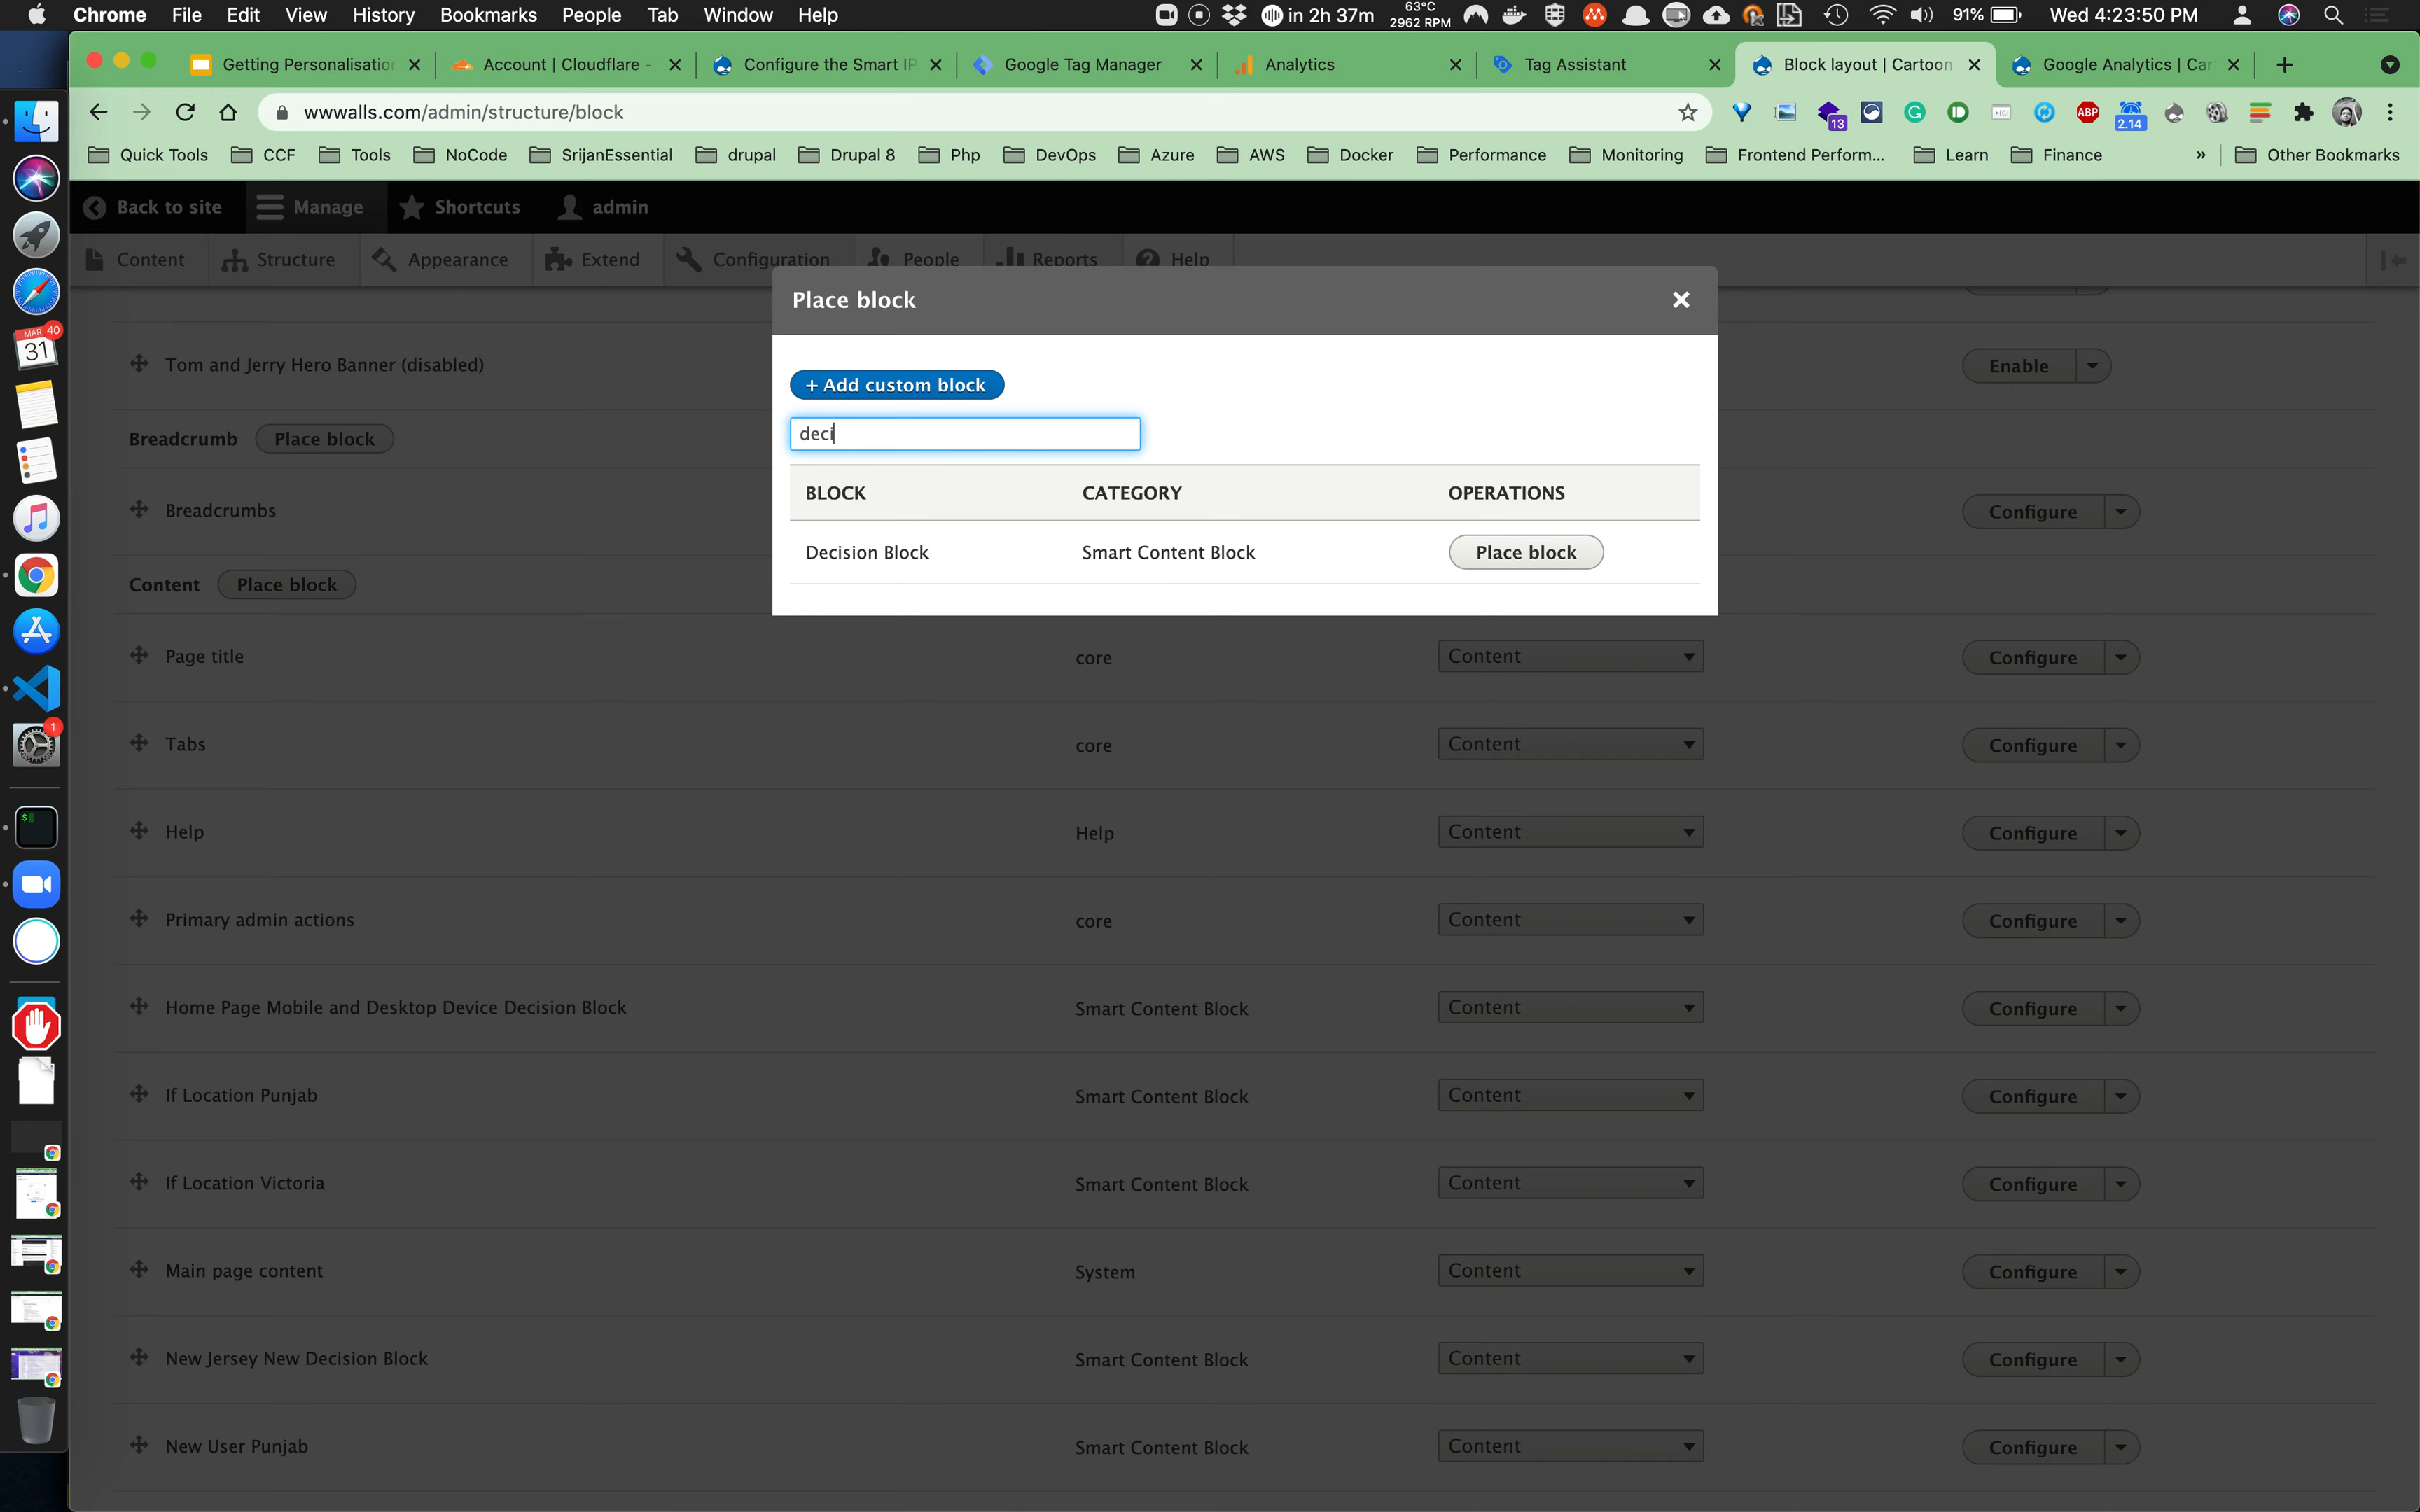 Chrome File Edit View History Bookmarks People Tab Window Help in 2h 37m 63°C 2962 RPM 91% Wed 4:23:50 PM
Getting Personalisation Account | Cloudflare - Configure the Smart IP Google Tag Manager Analytics Tag Assistant Block layout | Cartoon Google Analytics | Car
wwwalls.com/admin/structure/block 13 ABP 2.14
Quick Tools CCF Tools NoCode SrijanEssential drupal Drupal 8 Php DevOps Azure AWS Docker Performance Monitoring Frontend Perform... Learn Finance » Other Bookmarks
Back to site Manage Shortcuts admin
Content Structure Appearance Extend Configuration People Reports Help
Place block
MAR 40
31
Tom and Jerry Hero Banner (disabled) Enable
+ Add custom block
deci
Breadcrumb Place block
BLOCK CATEGORY OPERATIONS
Breadcrumbs Configure
Decision Block Smart Content Block Place block
Content Place block
Page title core Content Configure
1
Tabs core Content Configure
Help Help Content Configure
Primary admin actions core Content Configure
Home Page Mobile and Desktop Device Decision Block Smart Content Block Content Configure
If Location Punjab Smart Content Block Content Configure
If Location Victoria Smart Content Block Content Configure
Main page content System Content Configure
New Jersey New Decision Block Smart Content Block Content Configure
New User Punjab Smart Content Block Content Configure